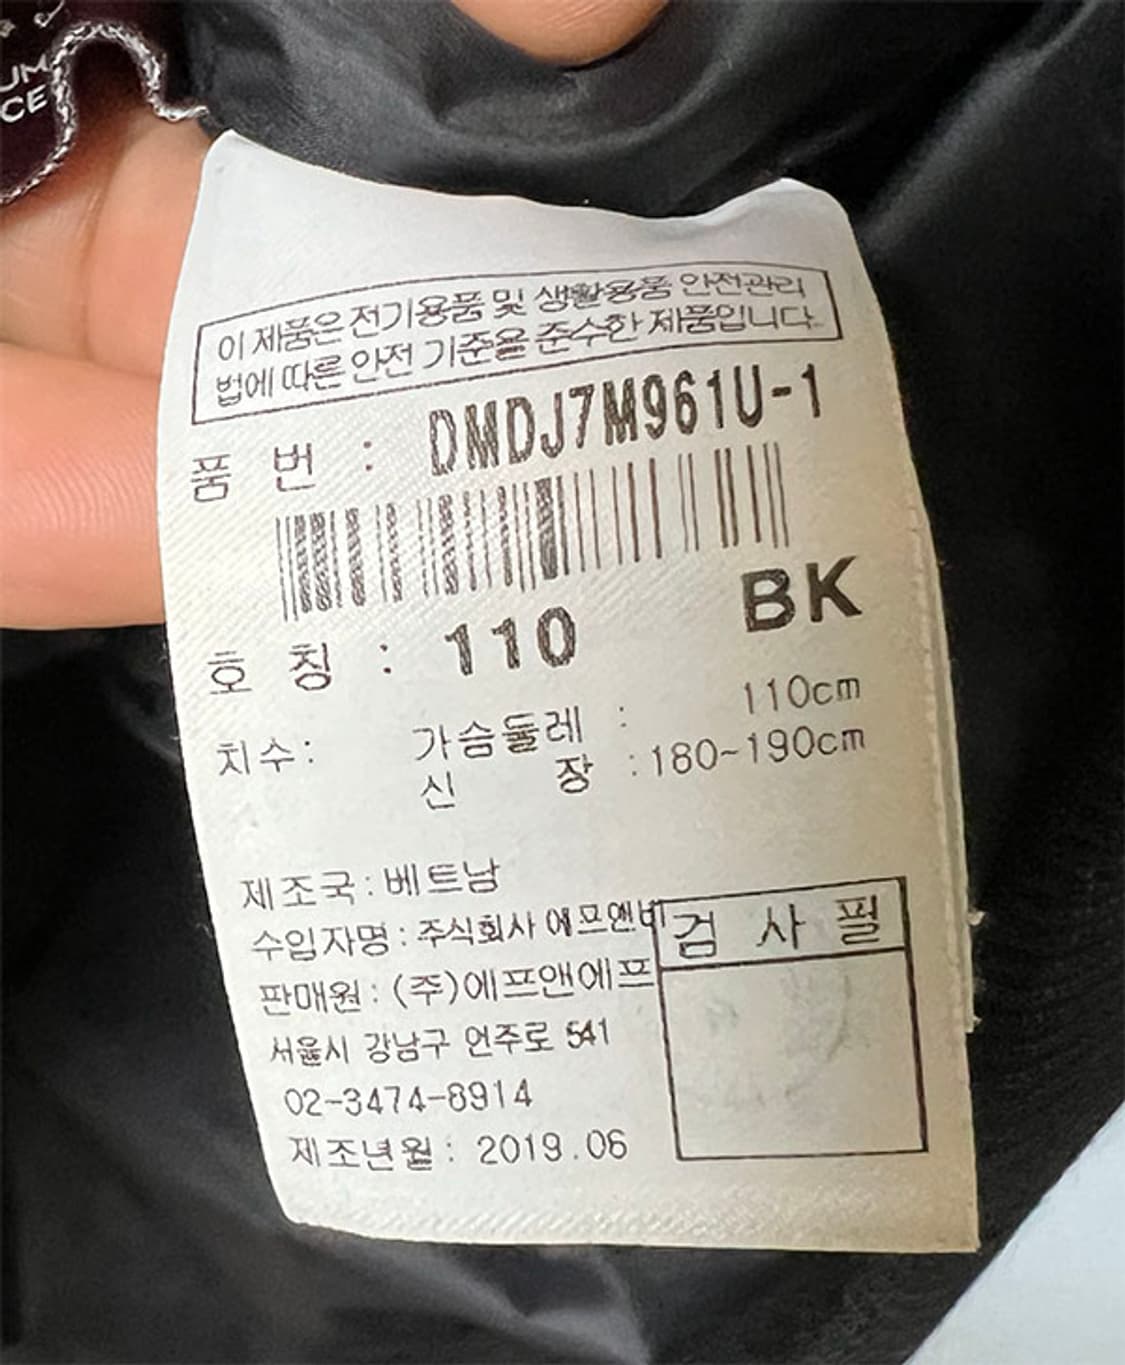 UM
CE
이 제품은 전기용품 및 생활용품 안전관리
법에 따른 안전 기준을 준수한 제품입니다.
품 번 : DMDJ7M961U-1
BK
호 칭 : 110
치수: 가슴둘레 : 110cm
신 장 :180~190cm
제조국:베트남
수입자명:주식회사 에프앤비
판매원:(주)에프앤에프
서울시 강남구 언주로 541
02-3474-8914
제조년월: 2019.06
검 사 필